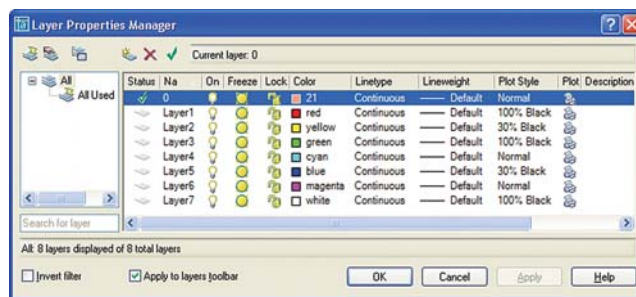 Layer Properties Manager
Current layer: 0
All
All Used
Search for layer
Status Na On Freeze Lock Color Linetype Lineweight Plot Style Plot Description
0 21 Continuous Default Normal
Layer1 red Continuous Default 100% Black
Layer2 yellow Continuous Default 30% Black
Layer3 green Continuous Default 100% Black
Layer4 cyan Continuous Default Normal
Layer5 blue Continuous Default 30% Black
Layer6 magenta Continuous Default Normal
Layer7 white Continuous Default 100% Black
All: 8 layers displayed of 8 total layers
Invert filter Apply to layers toolbar OK Cancel Apply Help